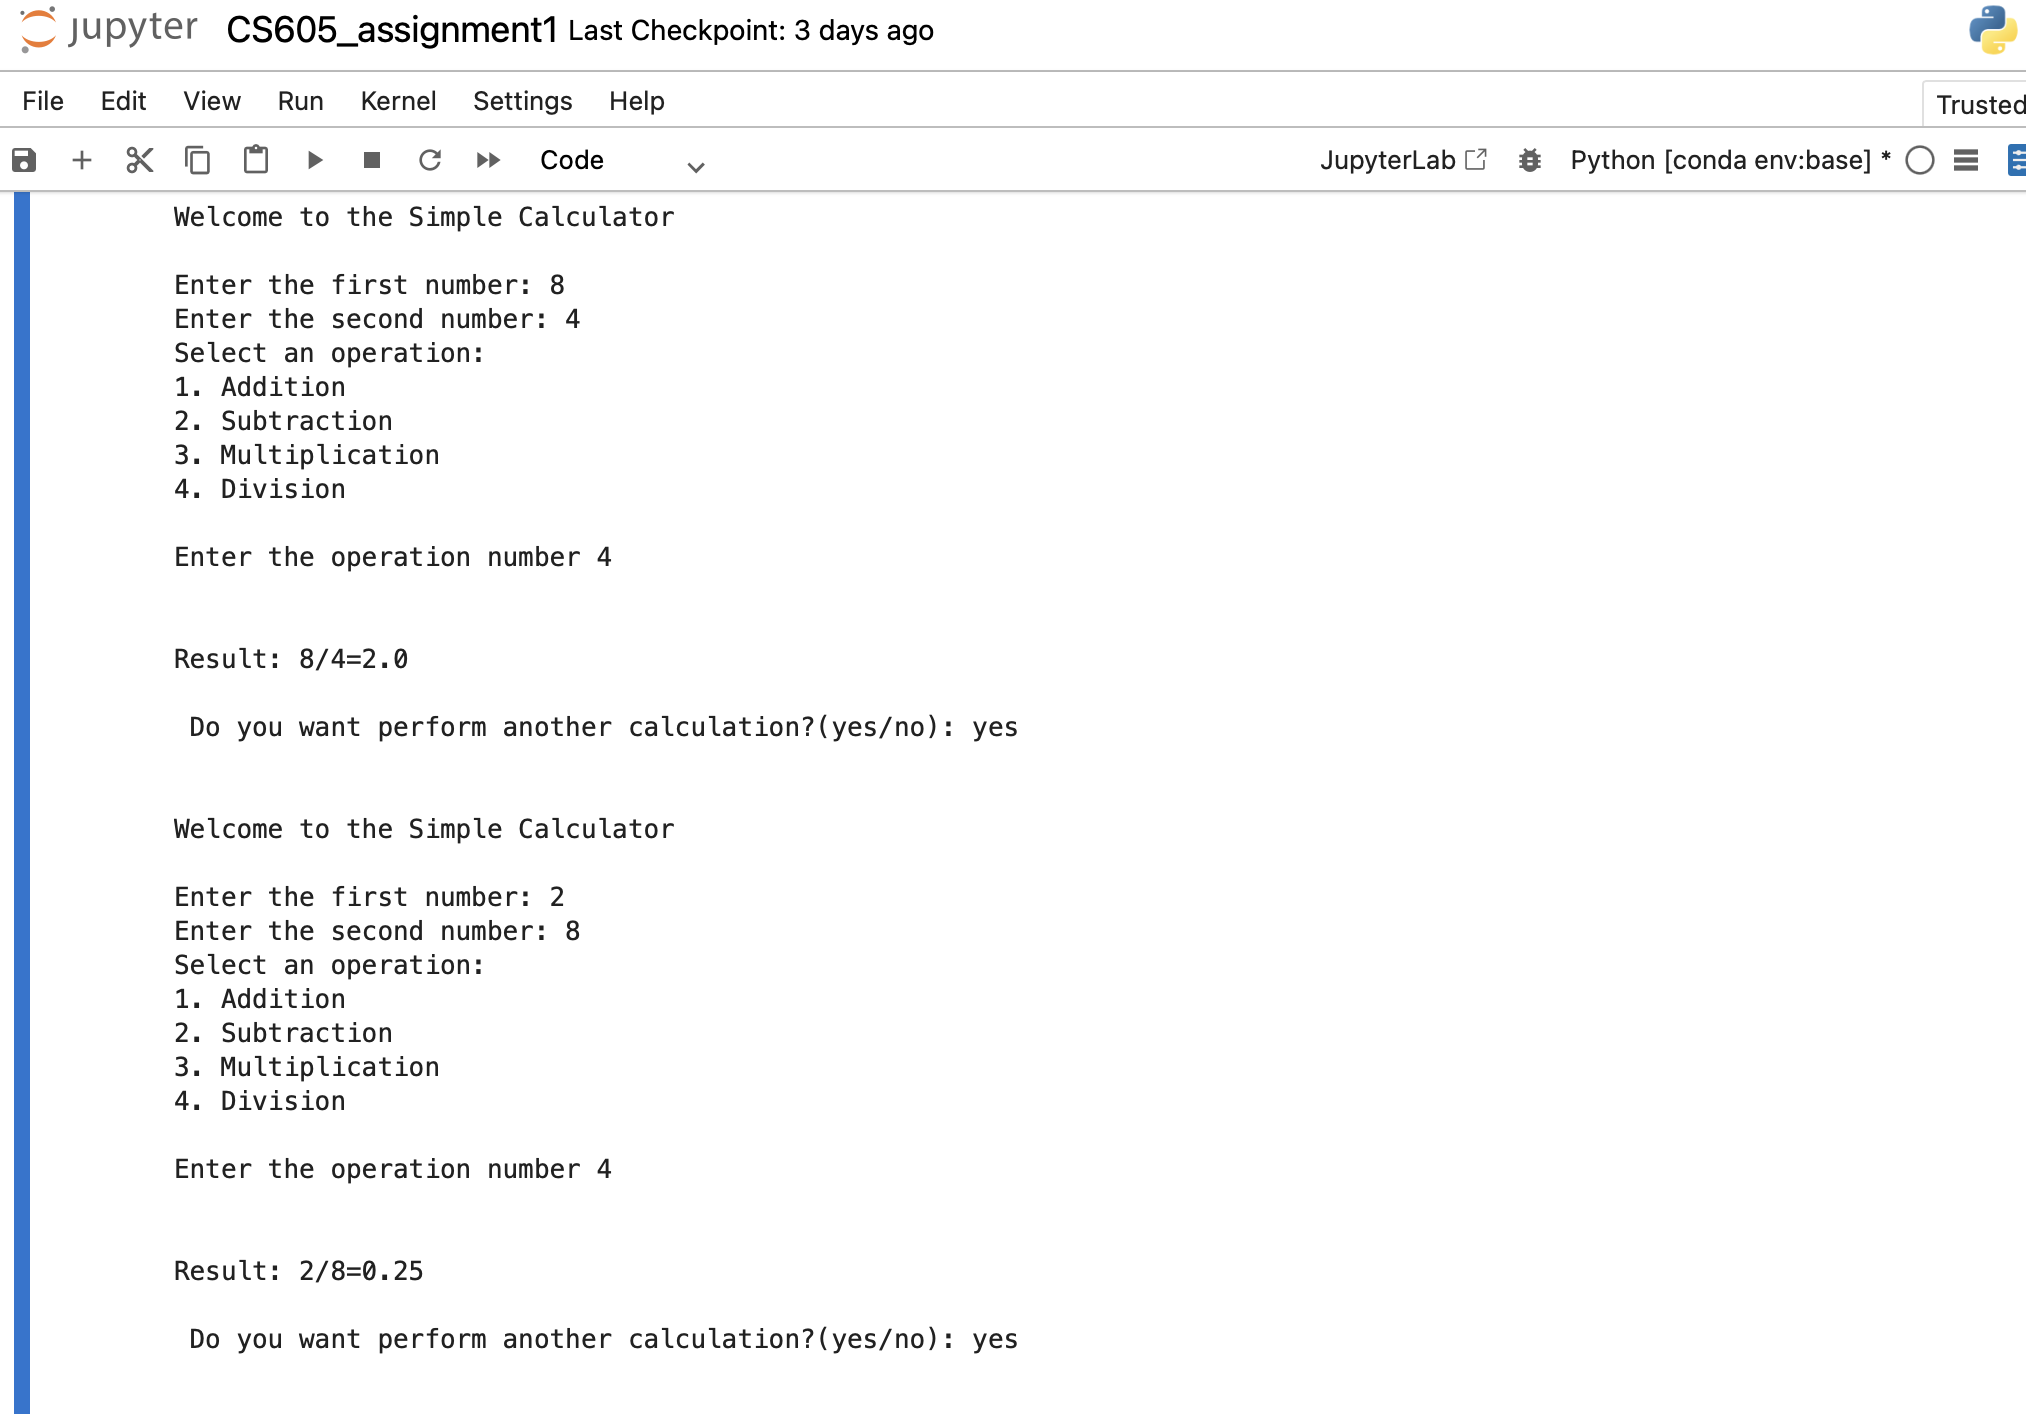 jupyter CS605_assignment1 Last Checkpoint: 3 days ago
File Edit View Run Kernel Settings Help Trusted
Code JupyterLab Python [conda env:base] *
Welcome to the Simple Calculator
Enter the first number: 8
Enter the second number: 4
Select an operation:
1. Addition
2. Subtraction
3. Multiplication
4. Division
Enter the operation number 4
Result: 8/4=2.0
Do you want perform another calculation?(yes/no): yes
Welcome to the Simple Calculator
Enter the first number: 2
Enter the second number: 8
Select an operation:
1. Addition
2. Subtraction
3. Multiplication
4. Division
Enter the operation number 4
Result: 2/8=0.25
Do you want perform another calculation?(yes/no): yes